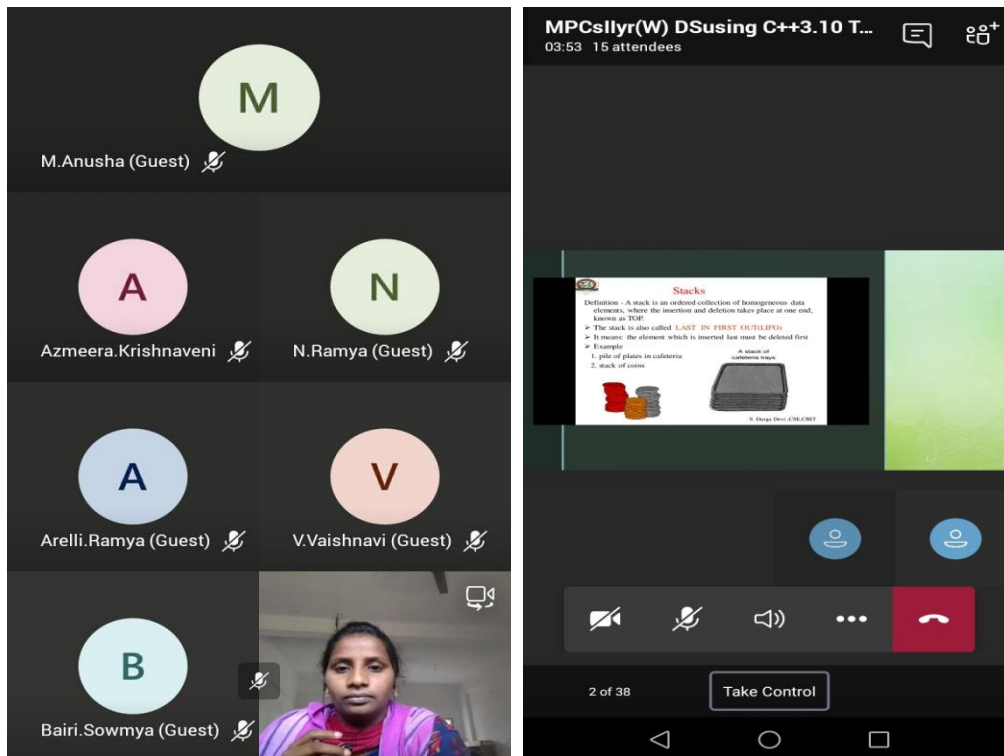 M
M.Anusha (Guest)
A
N
Azmeera.Krishnaveni
N.Ramya (Guest)
A
V
Arelli.Ramya (Guest)
V.Vaishnavi (Guest)
B
Bairi.Sowmya (Guest)
MPCsIIyr(W) DSusing C++3.10 T...
03:53 15 attendees
Stacks
Definition - A stack is an ordered collection of homogeneous data
elements, where the insertion and deletion takes place at one end,
known as TOP.
➢ The stack is also called LAST IN FIRST OUT(LIFO)
➢ It means: the element which is inserted last must be deleted first
➢ Example
1. pile of plates in cafeteria
2. stack of coins
A stack of
cafeteria trays
S. Durga Devi ,CSE,CBIT
2 of 38
Take Control